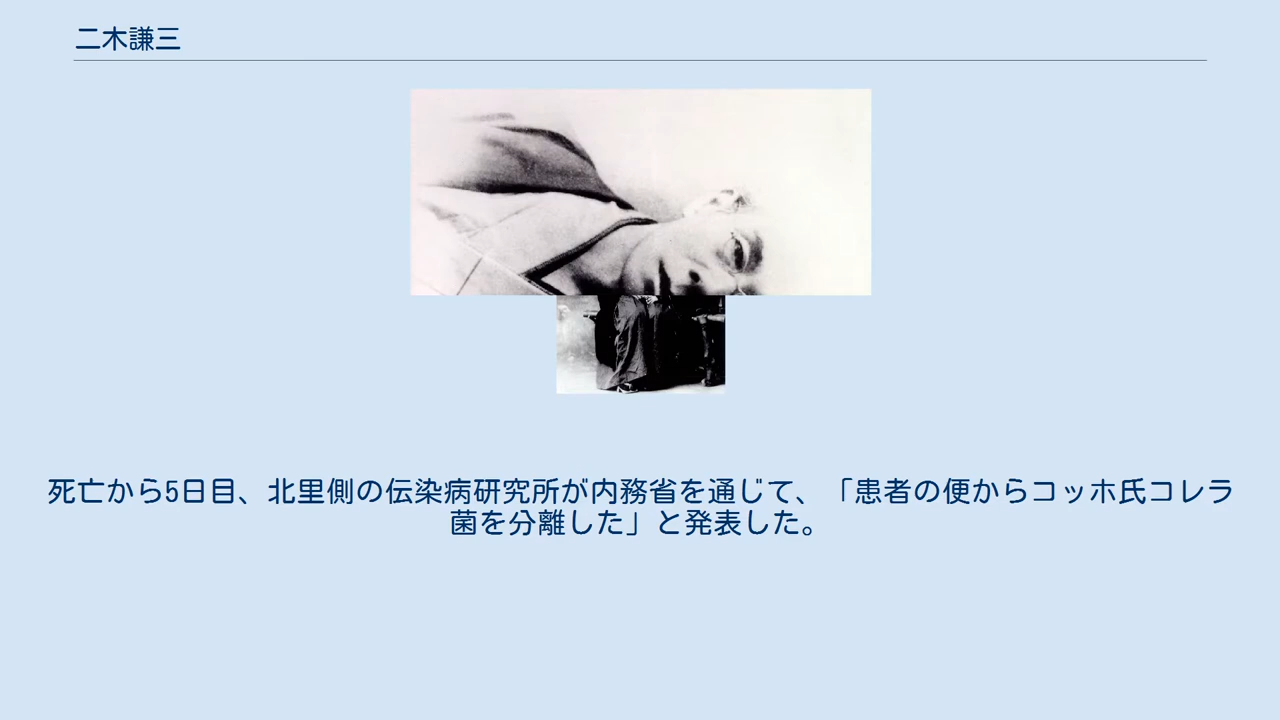 二木謙三
死亡から5日目、北里側の伝染病研究所が内務省を通じて、「患者の便からコッホ氏コレラ
菌を分離した」と発表した。